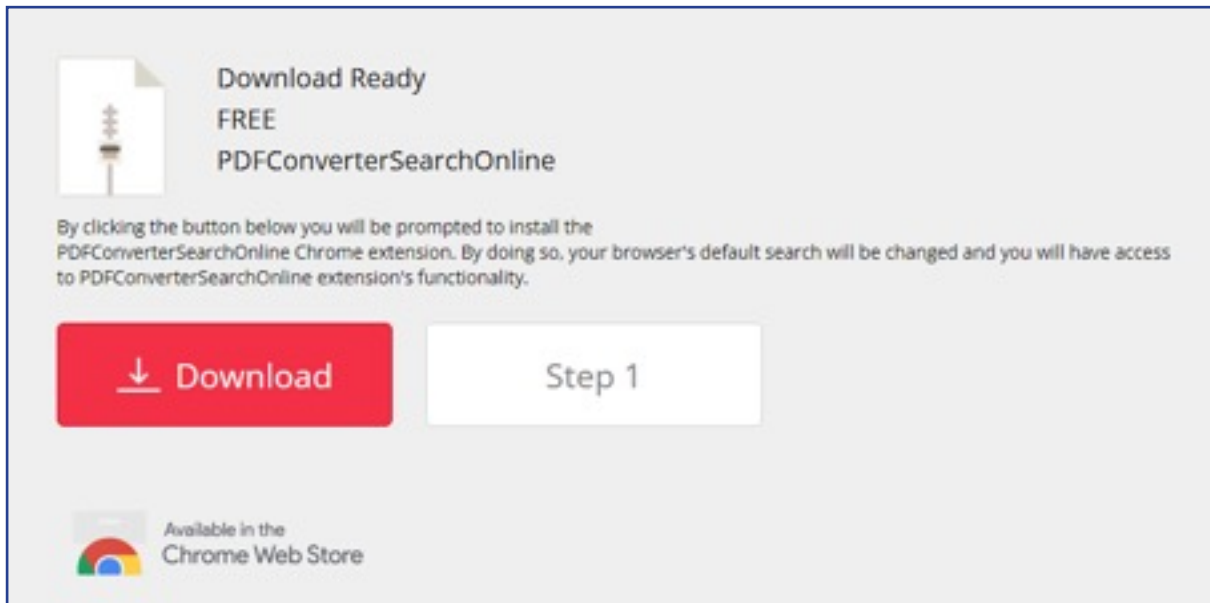 Download Ready
FREE
PDFConverterSearchOnline
By clicking the button below you will be prompted to install the
PDFConverterSearchOnline Chrome extension. By doing so, your browser's default search will be changed and you will have access
to PDFConverterSearchOnline extension's functionality.
Download
Step 1
Available in the
Chrome Web Store